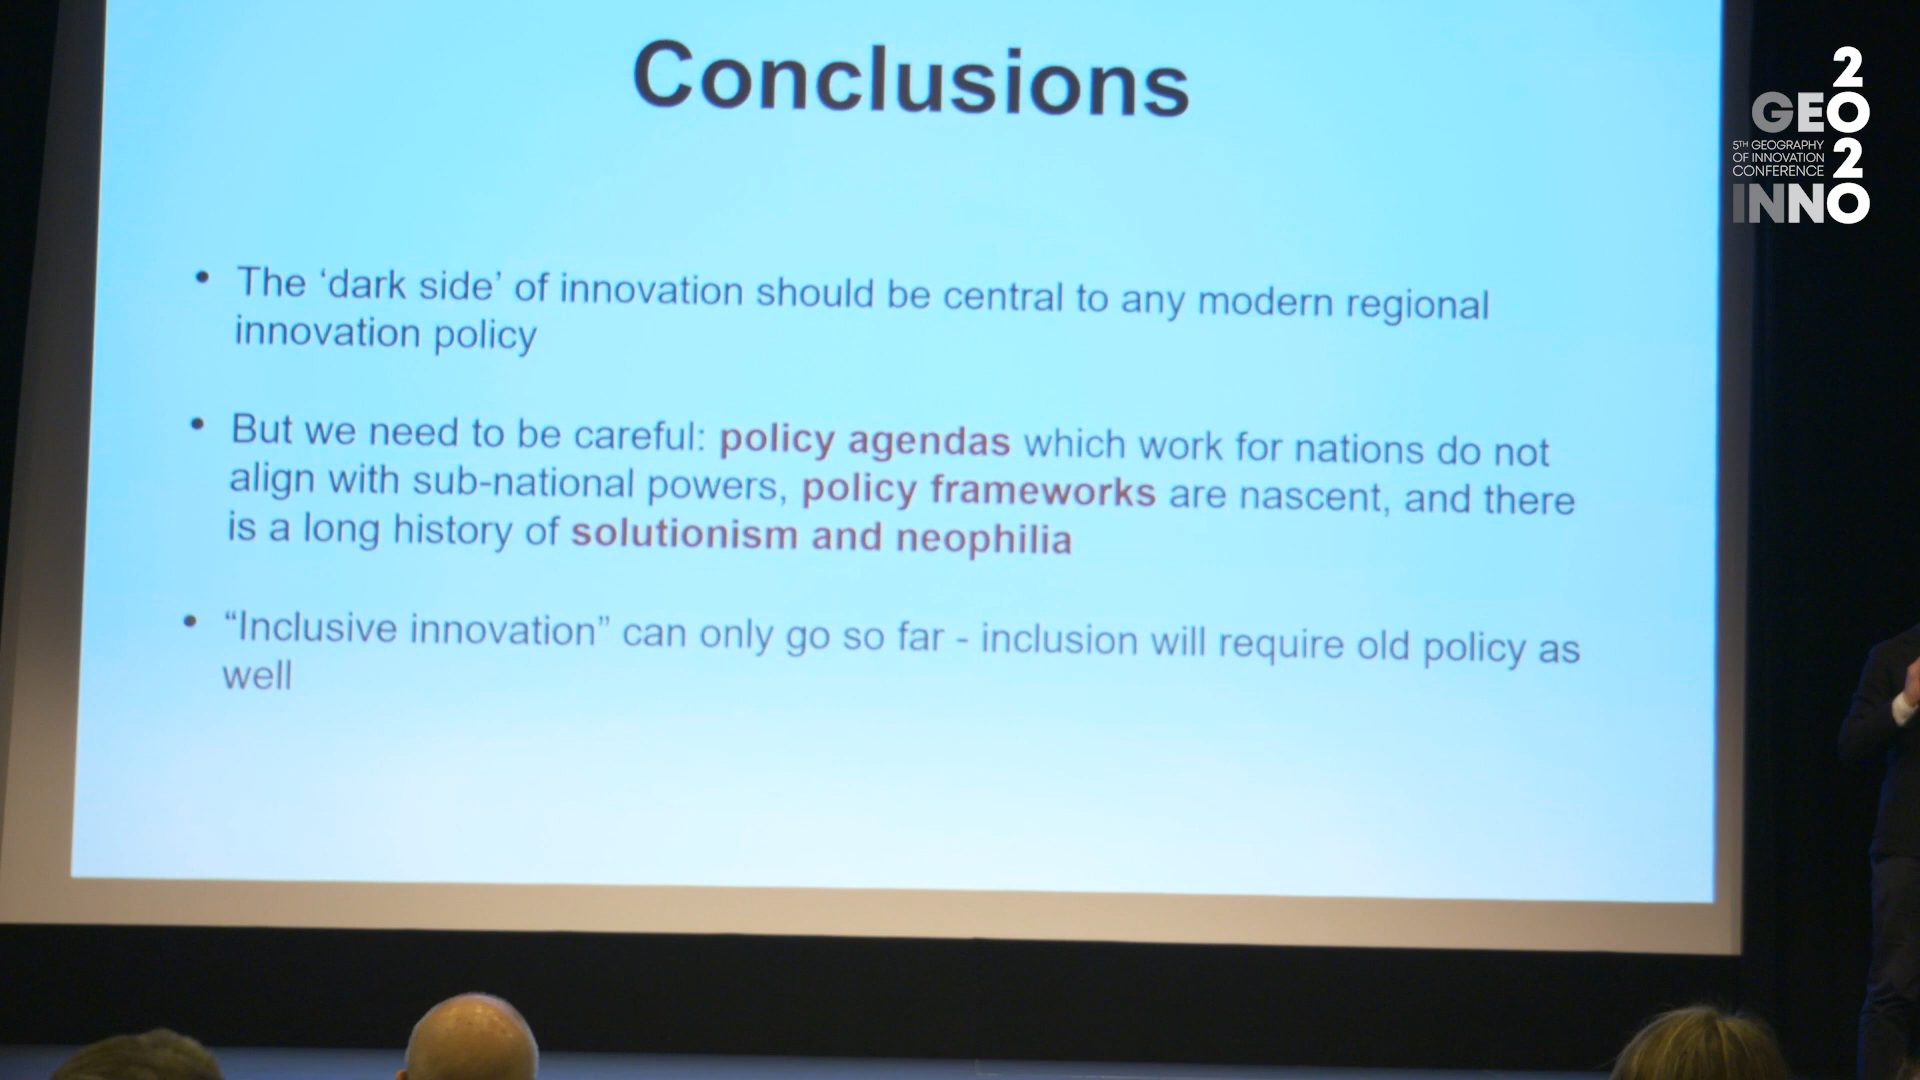 Conclusions
• The ‘dark side’ of innovation should be central to any modern regional
innovation policy
• But we need to be careful: policy agendas which work for nations do not
align with sub-national powers, policy frameworks are nascent, and there
is a long history of solutionism and neophilia
• “Inclusive innovation” can only go so far - inclusion will require old policy as
well
2
GEO
5TH GEOGRAPHY
OF INNOVATION
CONFERENCE
2
INNO